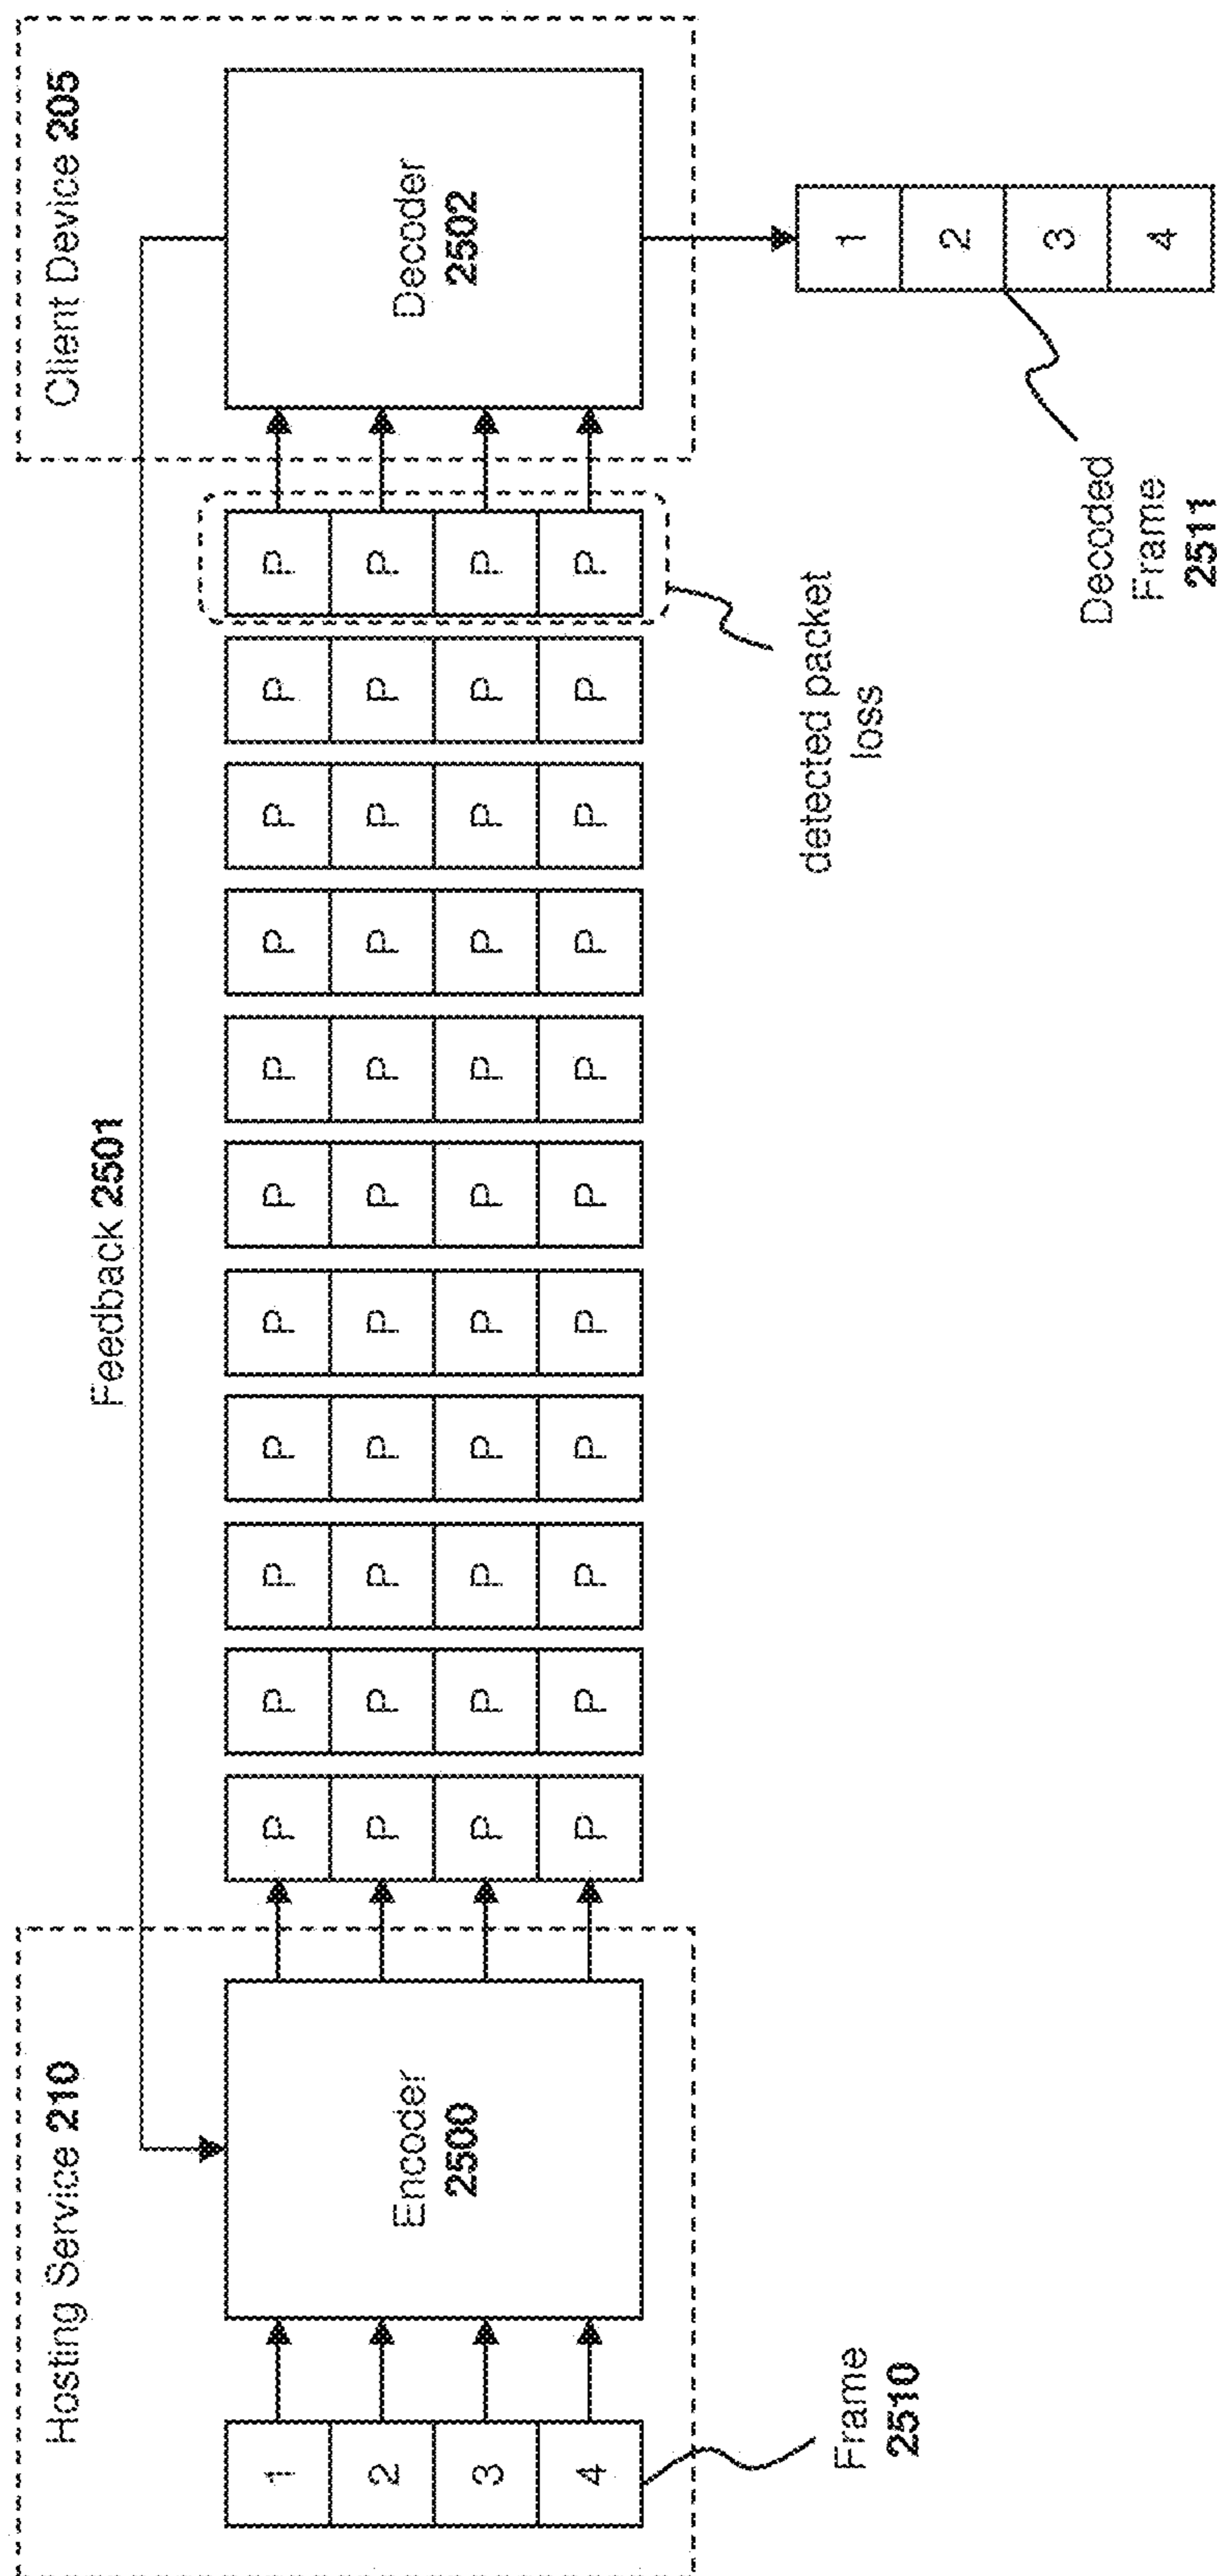 Hosting Service 210
Feedback 2501
Client Device 205
1
2
3
4
Encoder
2500
P P P P P P P P P P P
P P P P P P P P P P P
P P P P P P P P P P P
P P P P P P P P P P P
Decoder
2502
Frame
2510
detected packet
loss
1
2
3
4
Decoded
Frame
2511